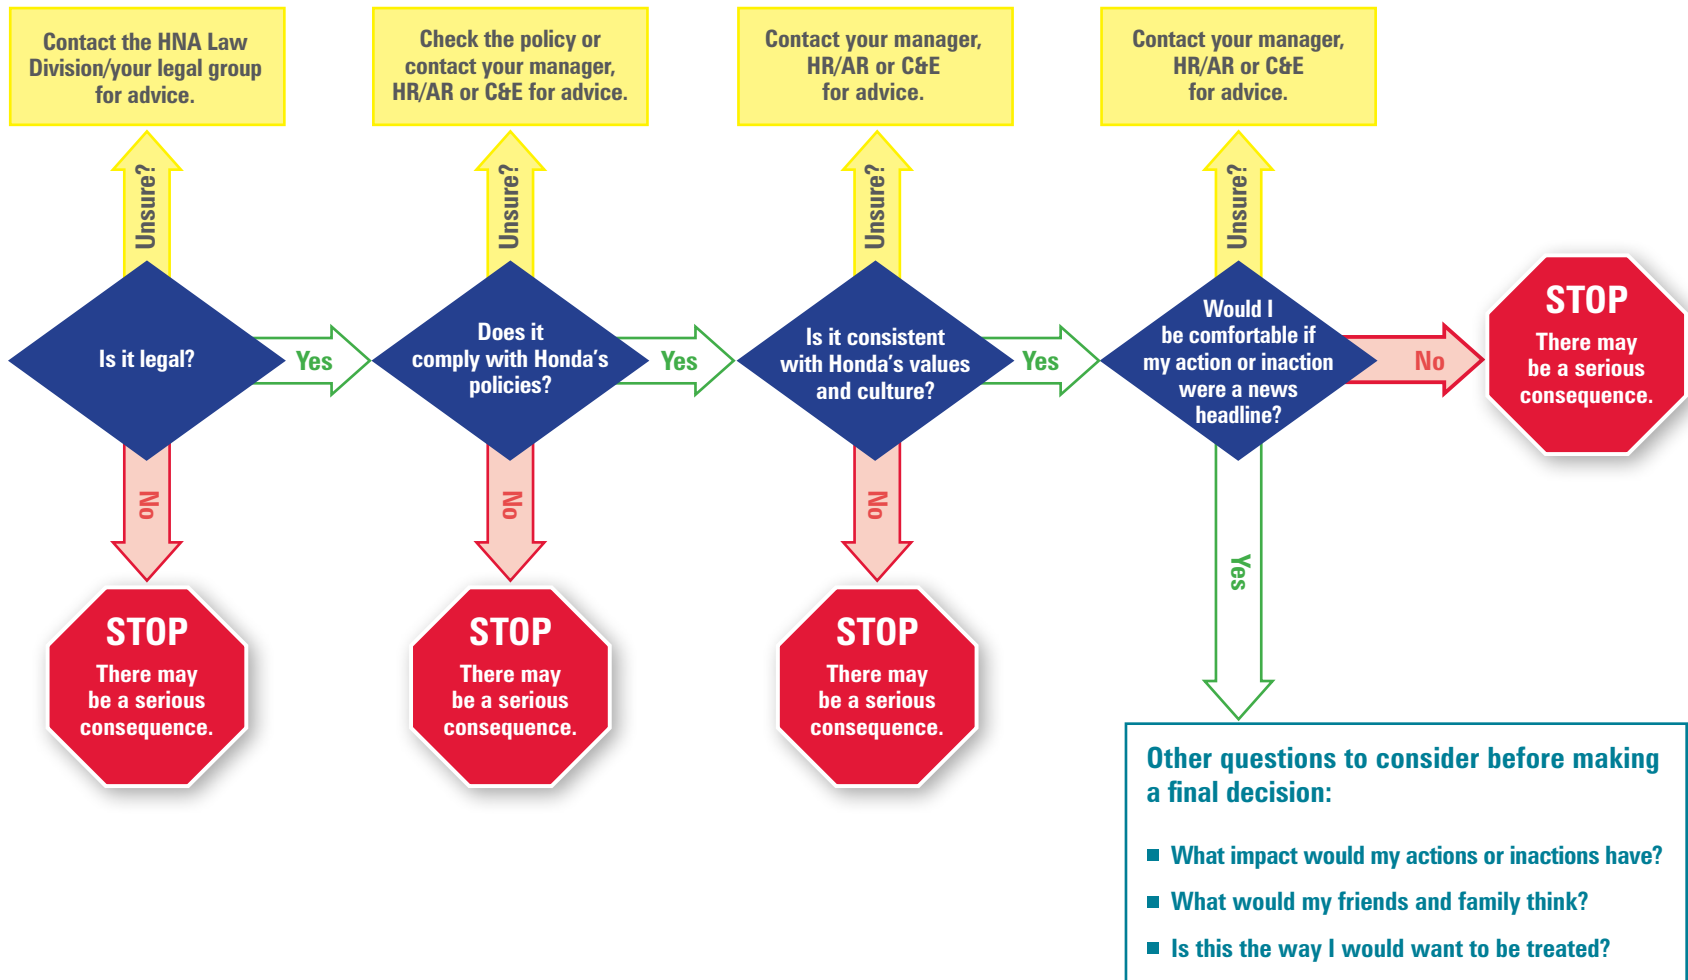 Contact the HNA Law
Division/your legal group
for advice.
Check the policy or
contact your manager,
HR/AR or C&E for advice.
Contact your manager,
HR/AR or C&E
for advice.
Contact your manager,
HR/AR or C&E
for advice.
Unsure?
Unsure?
Unsure?
Unsure?
Is it legal?
Yes
Does it
comply with Honda's
policies?
Yes
Is it consistent
with Honda's values
and culture?
Yes
Would I
be comfortable if
my action or inaction
were a news
headline?
No
STOP
There may
be a serious
consequence.
No
No
No
Yes
STOP
There may
be a serious
consequence.
STOP
There may
be a serious
consequence.
STOP
There may
be a serious
consequence.
Other questions to consider before making
a final decision:
What impact would my actions or inactions have?
What would my friends and family think?
Is this the way I would want to be treated?